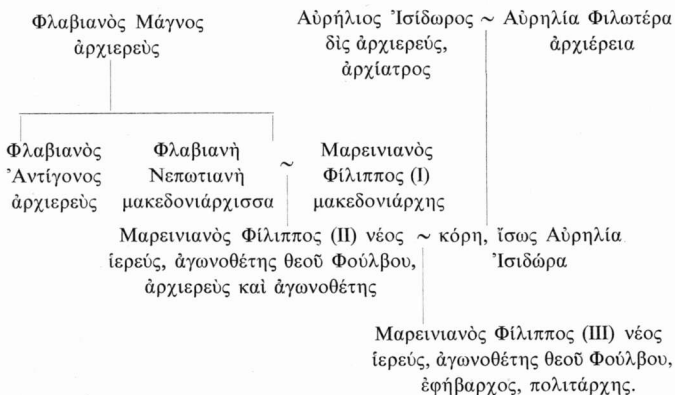 Φλαβιανὸς Μάγνος
ἀρχιερεὺς
Αὐρήλιος Ἰσίδωρος ~ Αὐρηλία Φιλωτέρα
δὶς ἀρχιερεύς, ἀρχιέρεια
ἀρχίατρος
Φλαβιανὸς Φλαβιανὴ Μαρεινιανὸς
Ἀντίγονος Νεπωτιανὴ ~ Φίλιππος (I)
ἀρχιερεὺς μακεδονιάρχισσα μακεδονιάρχης
Μαρεινιανὸς Φίλιππος (II) νέος ~ κόρη, ἴσως Αὐρηλία
ἱερεύς, ἀγωνοθέτης θεοῦ Φούλβου, Ἰσιδώρα
ἀρχιερεὺς καὶ ἀγωνοθέτης
Μαρεινιανὸς Φίλιππος (III) νέος
ἱερεύς, ἀγωνοθέτης θεοῦ Φούλβου,
ἐφήβαρχος, πολιτάρχης.